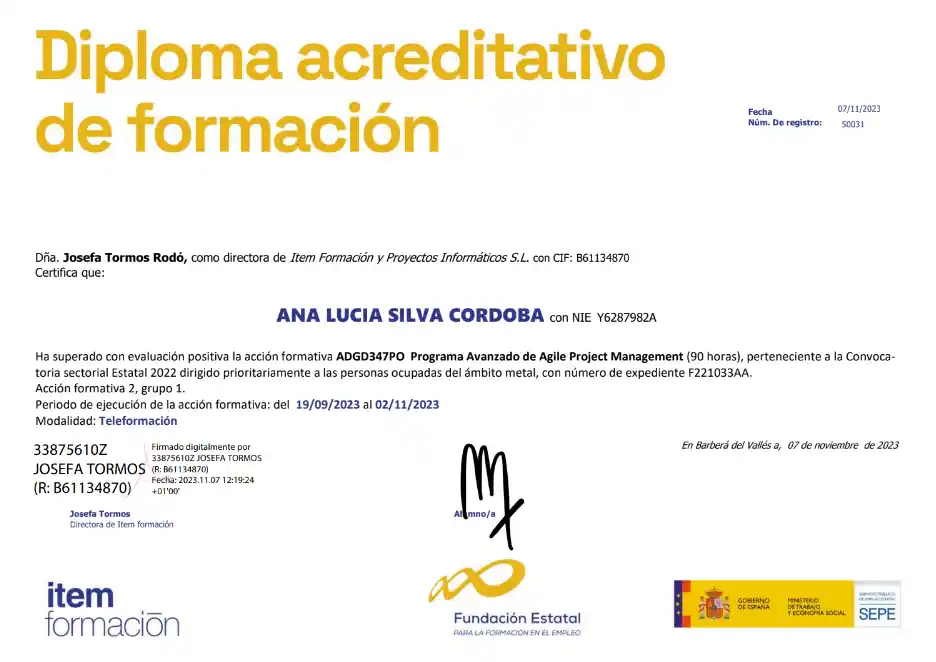 Diploma acreditativo
de formación
Fecha 07/11/2023
Núm. De registro: 50031
Dña. Josefa Tormos Rodó, como directora de Item Formación y Proyectos Informáticos S.L. con CIF: B61134870
Certifica que:
ANA LUCIA SILVA CORDOBA con NIE Y6287982A
Ha superado con evaluación positiva la acción formativa ADGD347PO Programa Avanzado de Agile Project Management (90 horas), perteneciente a la Convoca-
toria sectorial Estatal 2022 dirigido prioritariamente a las personas ocupadas del ámbito metal, con número de expediente F221033AA.
Acción formativa 2, grupo 1.
Periodo de ejecución de la acción formativa: del 19/09/2023 al 02/11/2023
Modalidad: Teleformación
33875610Z
JOSEFA TORMOS
(R: B61134870)
Firmado digitalmente por
33875610Z JOSEFA TORMOS
(R: B61134870)
Fecha: 2023.11.07 12:19:24
+01'00'
En Barberá del Vallés a, 07 de noviembre de 2023
Josefa Tormos
Directora de Item formación
Alumno/a
item
formación
Fundación Estatal
PARA LA FORMACIÓN EN EL EMPLEO
GOBIERNO
DE ESPAÑA
MINISTERIO
DE TRABAJO
Y ECONOMÍA SOCIAL
SERVICIO PÚBLICO
DE EMPLEO ESTATAL
SEPE